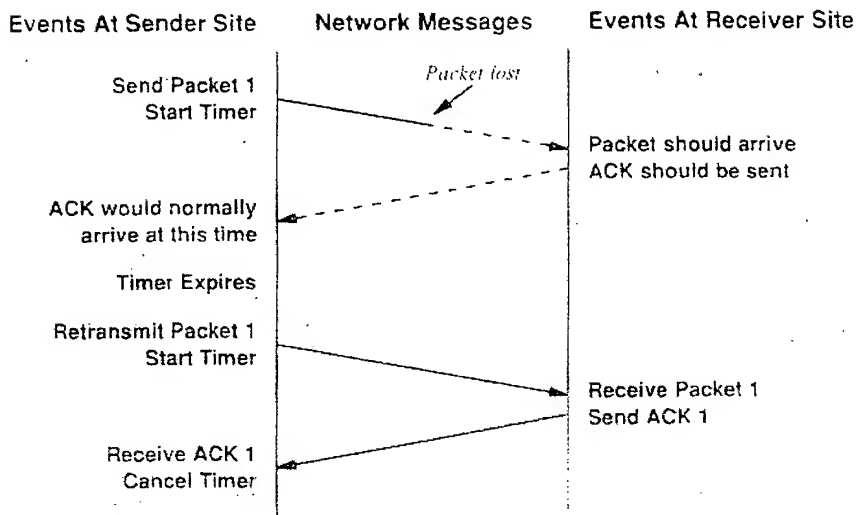 Events At Sender Site
Network Messages
Events At Receiver Site
Send Packet 1
Start Timer
Packet lost
Packet should arrive
ACK should be sent
ACK would normally
arrive at this time
Timer Expires
Retransmit Packet 1
Start Timer
Receive Packet 1
Send ACK 1
Receive ACK 1
Cancel Timer